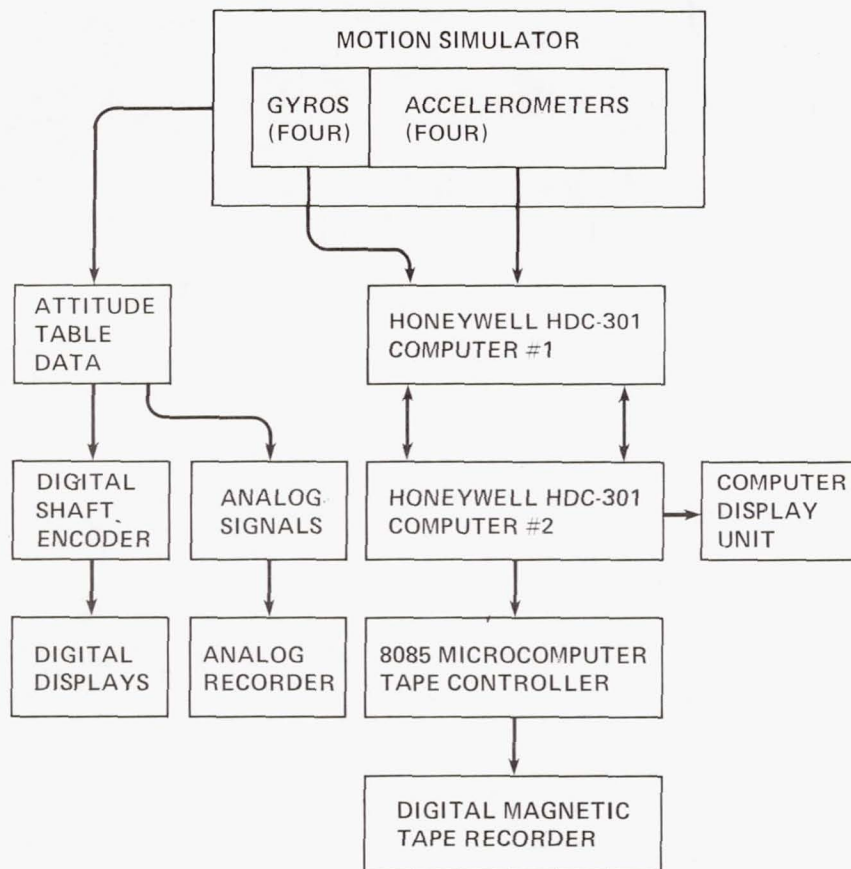 MOTION SIMULATOR
GYROS
(FOUR)
ACCELEROMETERS
(FOUR)
ATTITUDE
TABLE
DATA
HONEYWELL HDC-301
COMPUTER #1
DIGITAL
SHAFT
ENCODER
ANALOG
SIGNALS
HONEYWELL HDC-301
COMPUTER #2
COMPUTER
DISPLAY
UNIT
DIGITAL
DISPLAYS
ANALOG
RECORDER
8085 MICROCOMPUTER
TAPE CONTROLLER
DIGITAL MAGNETIC
TAPE RECORDER